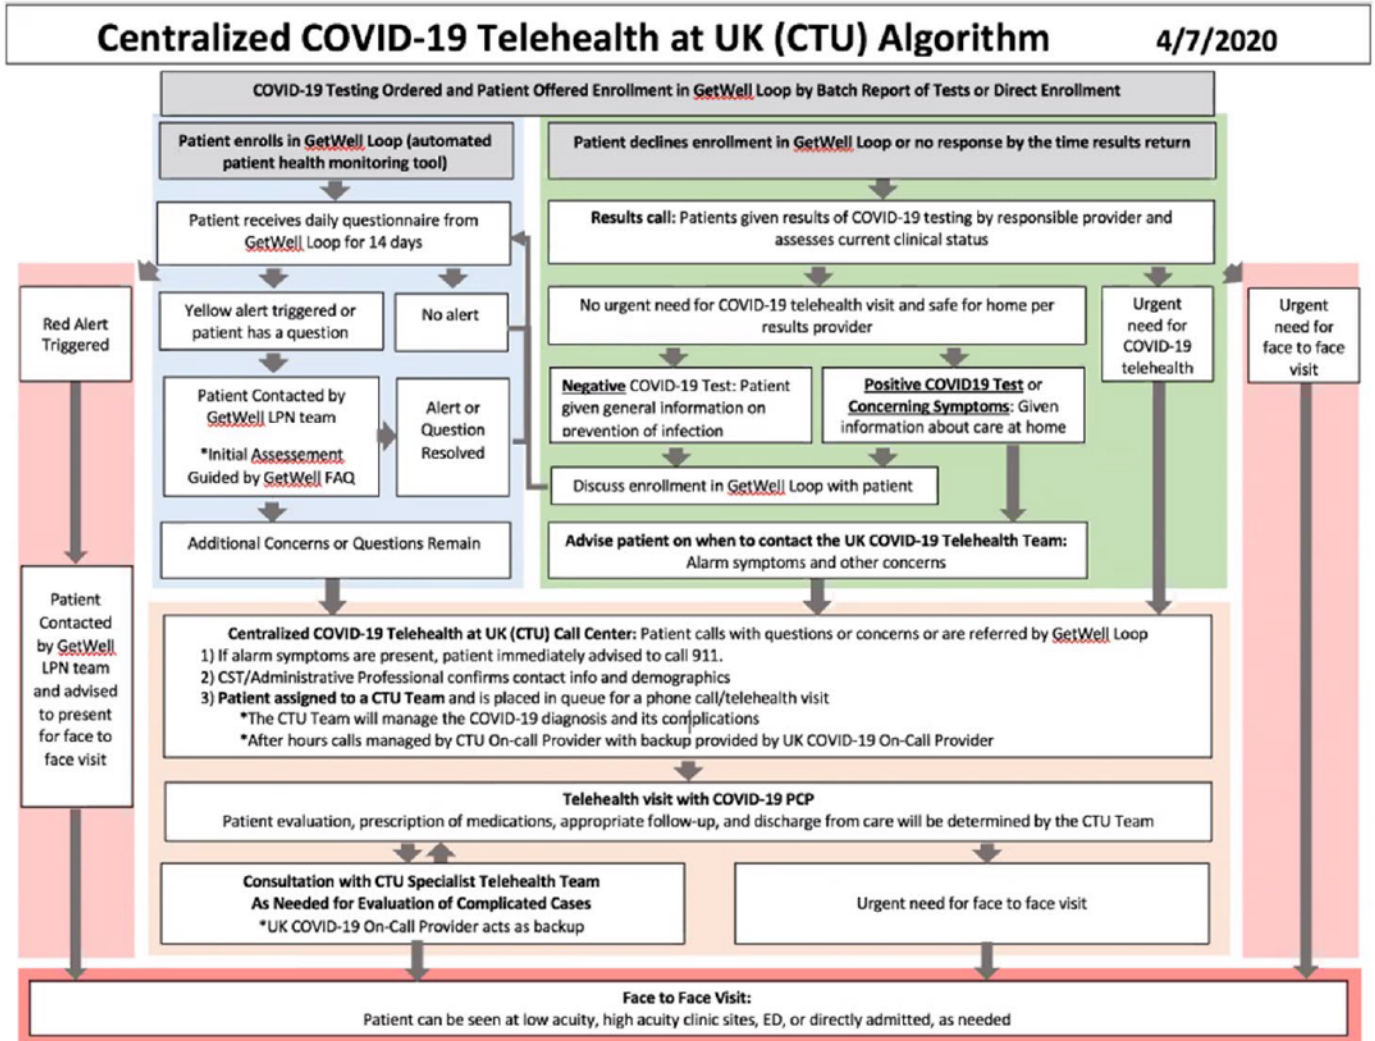 Centralized COVID-19 Telehealth at UK (CTU) Algorithm 4/7/2020
COVID-19 Testing Ordered and Patient Offered Enrollment in GetWell Loop by Batch Report of Tests or Direct Enrollment
Patient enrolls in GetWell Loop (automated
patient health monitoring tool)
Patient declines enrollment in GetWell Loop or no response by the time results return
Patient receives daily questionnaire from
GetWell Loop for 14 days
Results call: Patients given results of COVID-19 testing by responsible provider and
assesses current clinical status
Red Alert
Triggered
Yellow alert triggered or
patient has a question
No alert
No urgent need for COVID-19 telehealth visit and safe for home per
results provider
Urgent
need for
COVID-19
telehealth
Urgent
need for
face to face
visit
Patient Contacted by
GetWell LPN team
*Initial Assessement
Guided by GetWell FAQ
Alert or
Question
Resolved
Negative COVID-19 Test: Patient
given general information on
prevention of infection
Positive COVID19 Test or
Concerning Symptoms: Given
information about care at home
Discuss enrollment in GetWell Loop with patient
Additional Concerns or Questions Remain
Advise patient on when to contact the UK COVID-19 Telehealth Team:
Alarm symptoms and other concerns
Patient
Contacted
by GetWell
LPN team
and advised
to present
for face to
face visit
Centralized COVID-19 Telehealth at UK (CTU) Call Center: Patient calls with questions or concerns or are referred by GetWell Loop
1) If alarm symptoms are present, patient immediately advised to call 911.
2) CST/Administrative Professional confirms contact info and demographics
3) Patient assigned to a CTU Team and is placed in queue for a phone call/telehealth visit
*The CTU Team will manage the COVID-19 diagnosis and its complications
*After hours calls managed by CTU On-call Provider with backup provided by UK COVID-19 On-Call Provider
Telehealth visit with COVID-19 PCP
Patient evaluation, prescription of medications, appropriate follow-up, and discharge from care will be determined by the CTU Team
Consultation with CTU Specialist Telehealth Team
As Needed for Evaluation of Complicated Cases
*UK COVID-19 On-Call Provider acts as backup
Urgent need for face to face visit
Face to Face Visit:
Patient can be seen at low acuity, high acuity clinic sites, ED, or directly admitted, as needed